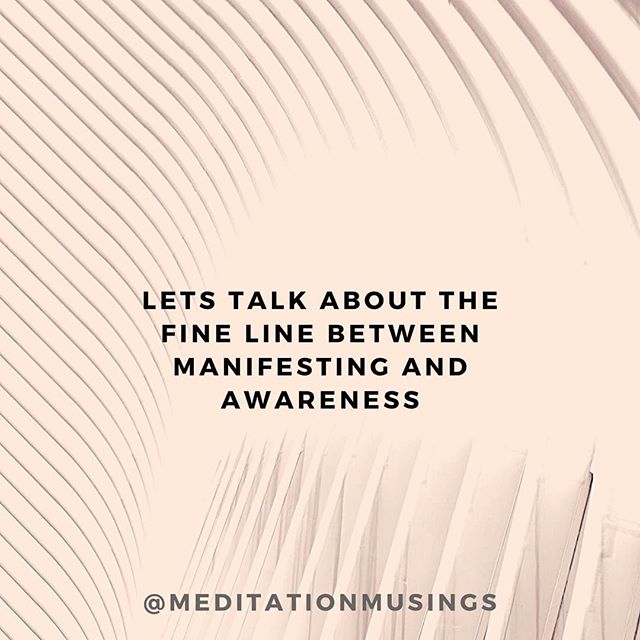 LETS TALK ABOUT THE
FINE LINE BETWEEN
MANIFESTING AND
AWARENESS
@MEDITATIONMUSINGS